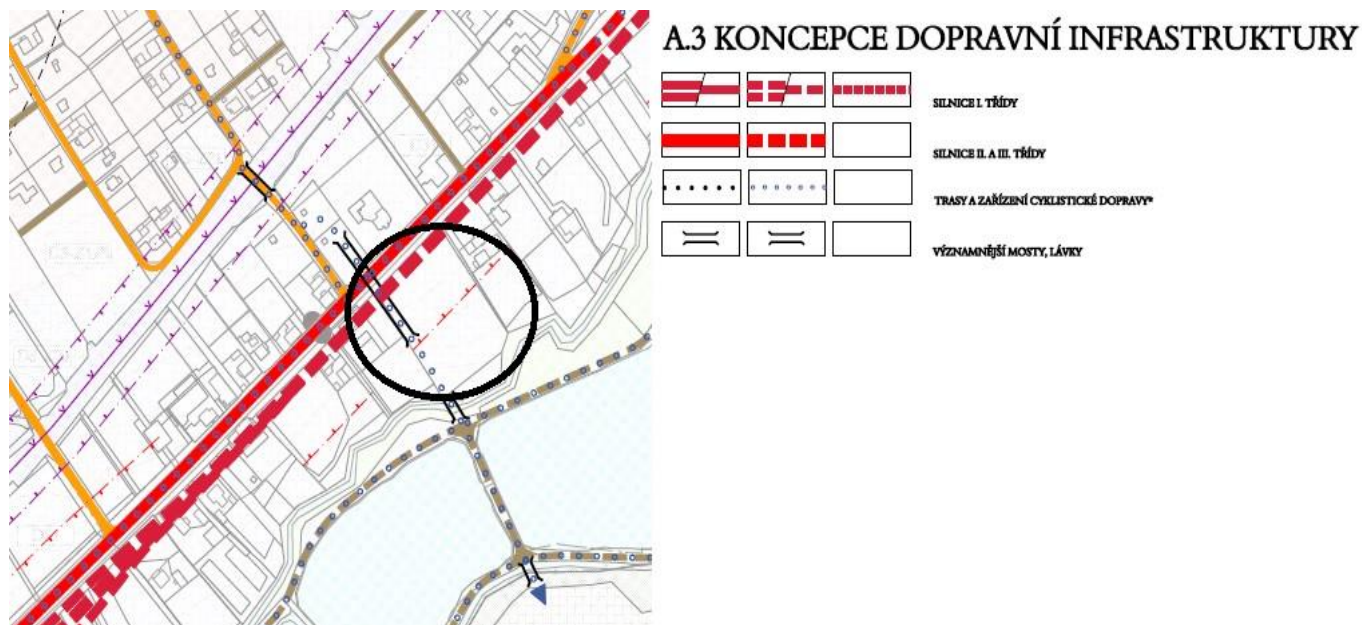 A.3 KONCEPCE DOPRAVNÍ INFRASTRUKTURY
SILNICE I. TŘÍDY
SILNICE II. A III. TŘÍDY
TRASY A ZAŘÍZENÍ CYKLISTICKÉ DOPRAVY*
VÝZNAMNĚJŠÍ MOSTY, LÁVKY